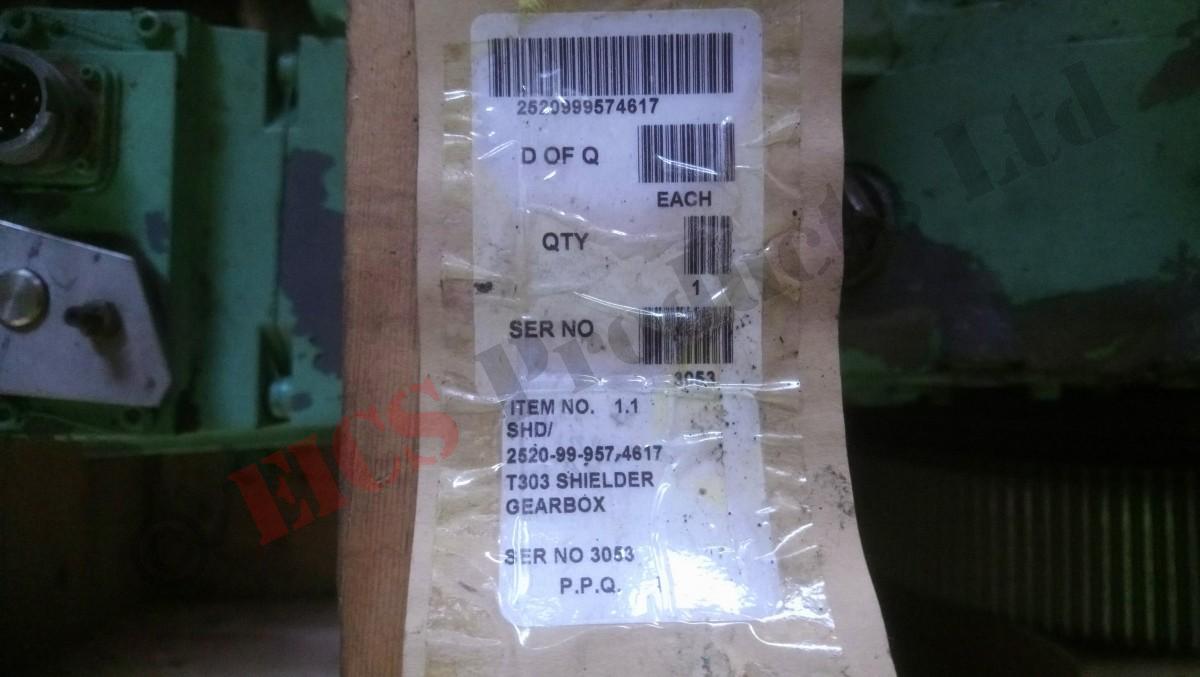 2520999574617
D OF Q
EACH
QTY
1
SER NO
3053
ITEM NO. 1.1
SHD/
2520-99-957,4617
T303 SHIELDER
GEARBOX
SER NO 3053
P.P.Q. 1
© EICS Products Ltd